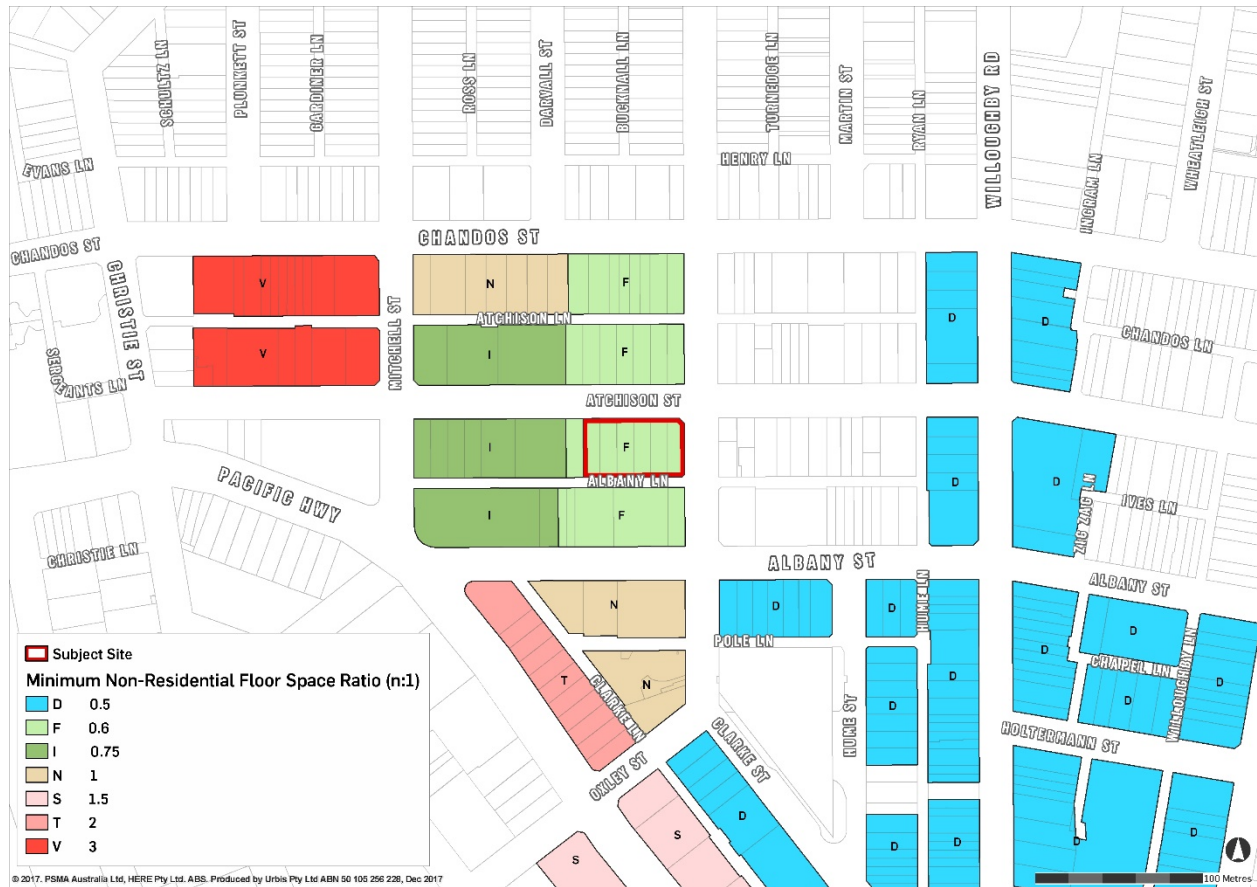 SCHULTZ LN
PLUNKETT ST
GARDINER LN
ROSS LN
DARVALL ST
BUCKNALL LN
TURNEDGE LN
MARTIN ST
RYAN LN
WILLOUGHBY RD
INGRAM LN
WHEATLEIGH ST
EVANS LN
HENRY LN
CHANDOS ST
CHANDOS ST
CHRISTIE ST
V
N
F
ATCHISON LN
D
D
CHANDOS LN
MITCHELL ST
V
I
F
SERGEANTS LN
ATCHISON ST
I
F
ALBANY LN
D
D
ZIG ZAG LN
IVES LN
PACIFIC HWY
I
F
CHRISTIE LN
ALBANY ST
ALBANY ST
N
D
D
HUME LN
POLE LN
D
D
CHAPEL LN
WILLOUGHBY LN
D
D
T
CLARKE LN
N
HUME ST
D
D
OXLEY ST
CLARKE ST
HOLTERMANN ST
S
D
S
D
D
D
D
Subject Site
Minimum Non-Residential Floor Space Ratio (n:1)
D 0.5
F 0.6
I 0.75
N 1
S 1.5
T 2
V 3
© 2017. PSMA Australia Ltd, HERE Pty Ltd. ABS. Produced by Urbis Pty Ltd ABN 50 105 256 228, Dec 2017
100 Metres